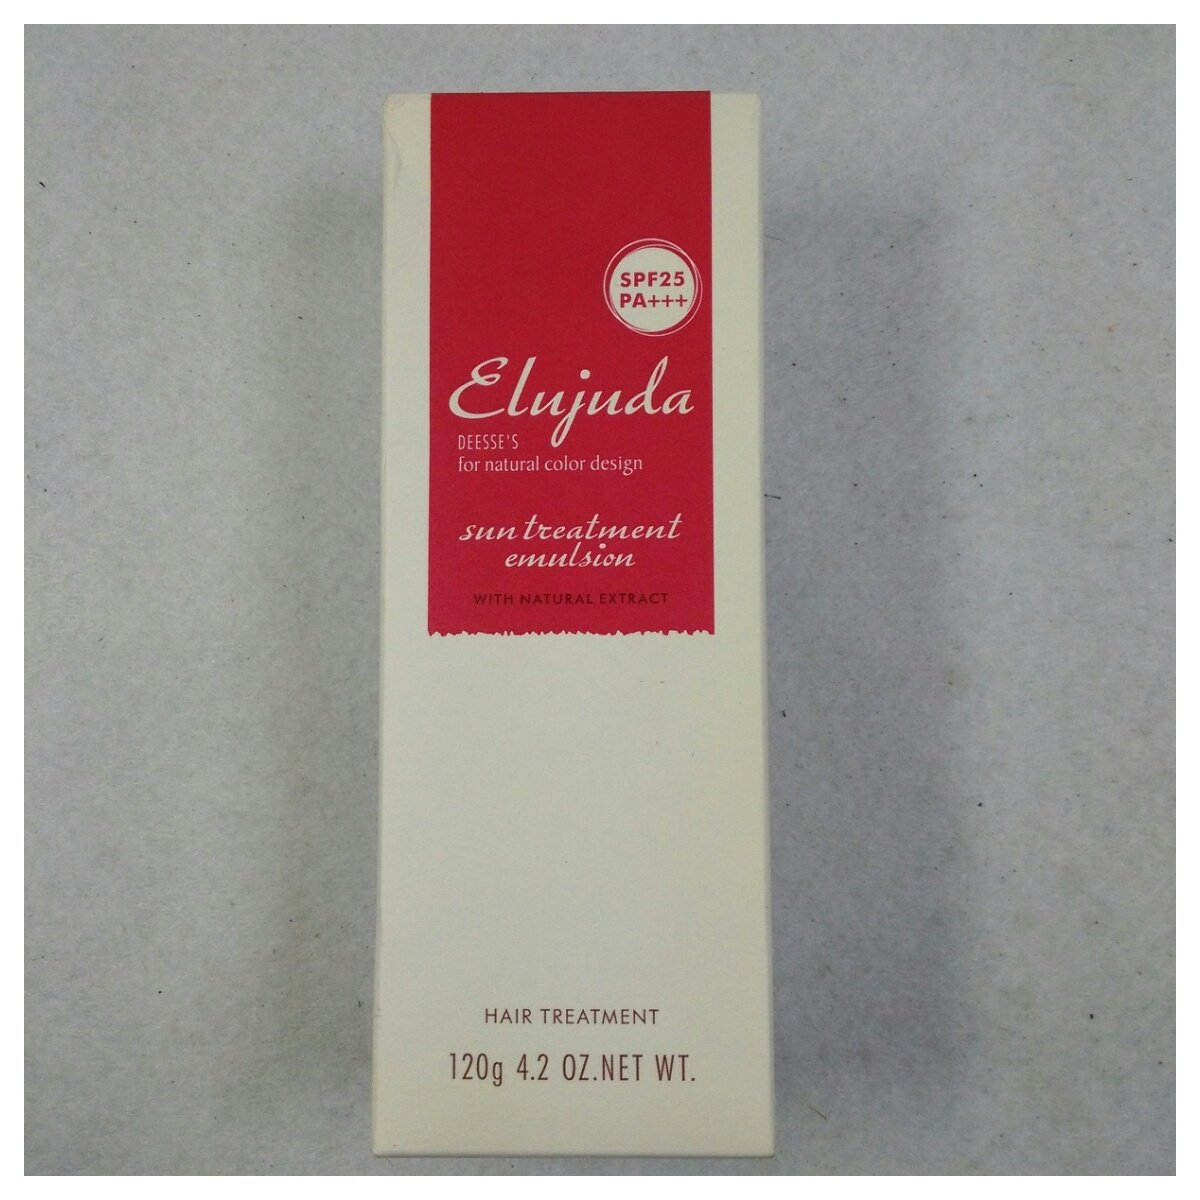 SPF25
PA+++
Elujuda
DEESSE'S
for natural color design
sun treatment
emulsion
WITH NATURAL EXTRACT
HAIR TREATMENT
120g 4.2 OZ.NET WT.